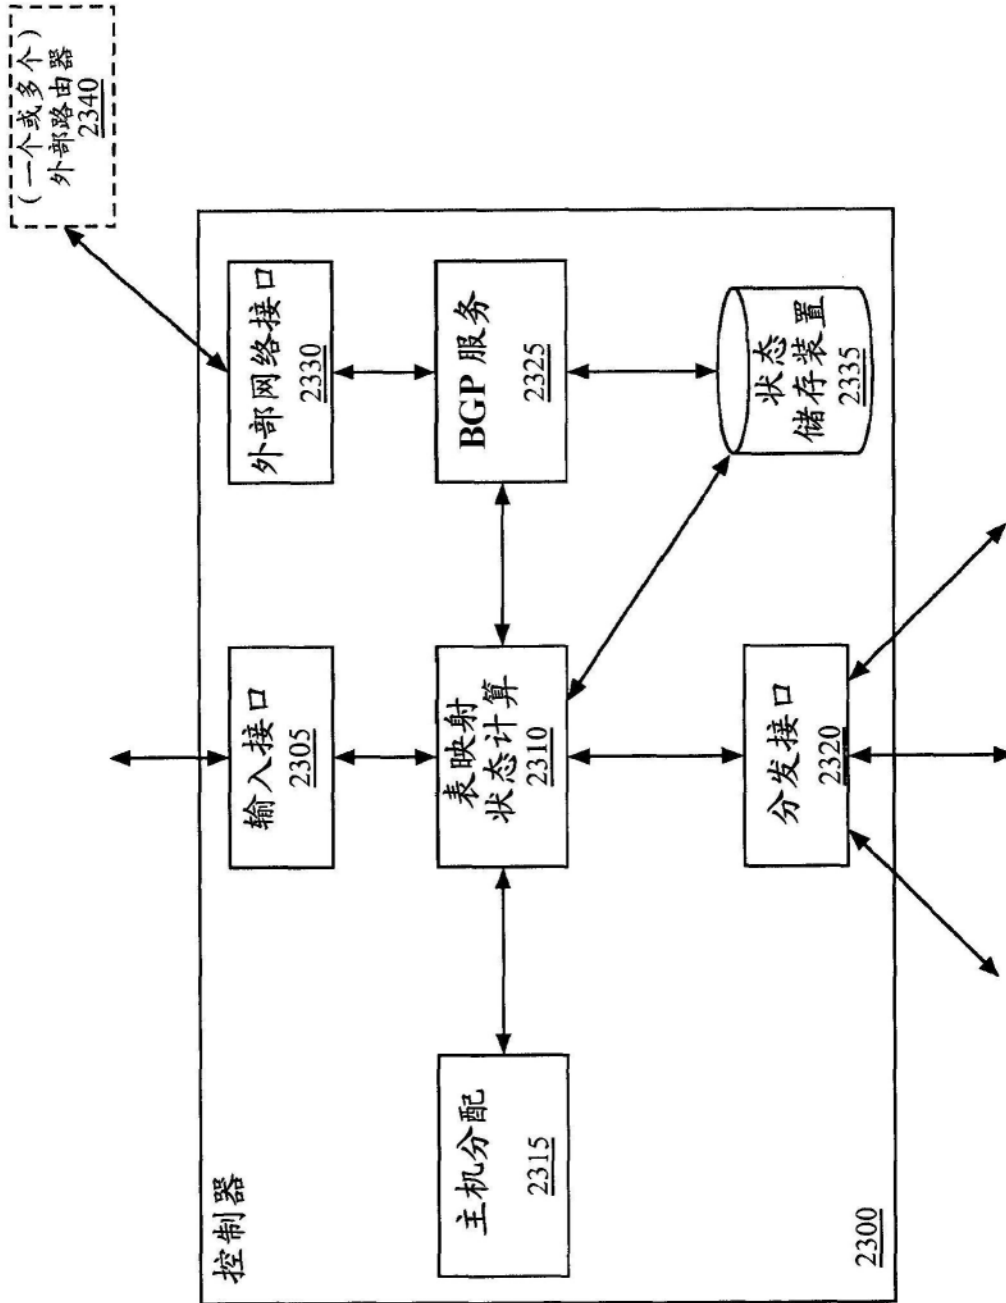 (一个或多个)
外部路由器
2340
控制器
输入接口
2305
外部网络接口
2330
主机分配
2315
表映射
状态计算
2310
BGP 服务
2325
分发接口
2320
状态
储存装置
2335
2300